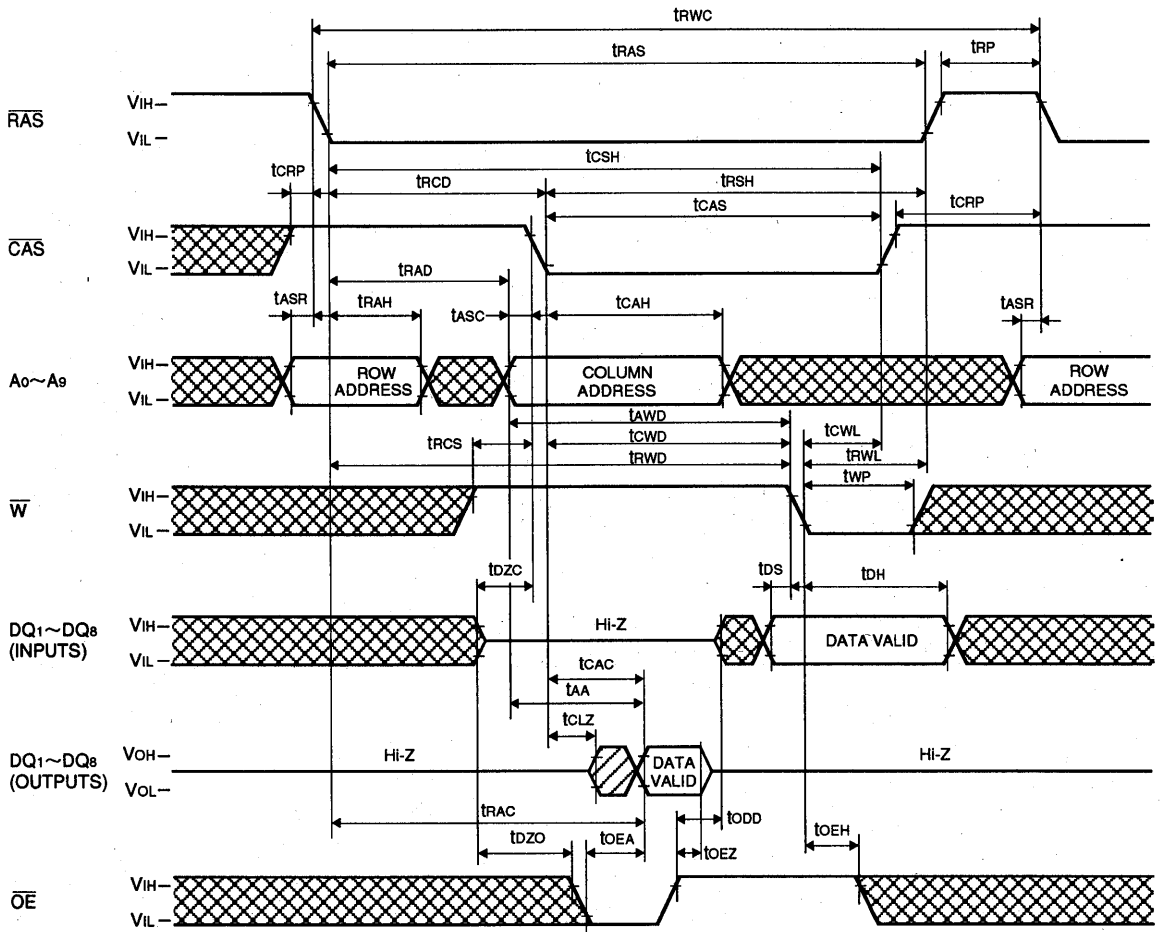 tRWC
tRAS
tRP
RAS
VIH
VIL
tCSH
tCRP
tRCD
tRSH
tCAS
tCRP
CAS
VIH
VIL
tRAD
tASR
tRAH
tASC
tCAH
tASR
A0~A9
VIH
VIL
ROW
ADDRESS
COLUMN
ADDRESS
ROW
ADDRESS
tAWD
tRCS
tCWD
tCWL
tRWD
tRWL
tWP
W
VIH
VIL
tDZC
tDS
tDH
DQ1~DQ8
(INPUTS)
VIH
VIL
Hi-Z
DATA VALID
tCAC
tAA
tCLZ
DQ1~DQ8
(OUTPUTS)
VOH
VOL
Hi-Z
DATA
VALID
Hi-Z
tRAC
tODD
tDZO
tOEA
tOEZ
tOEH
OE
VIH
VIL